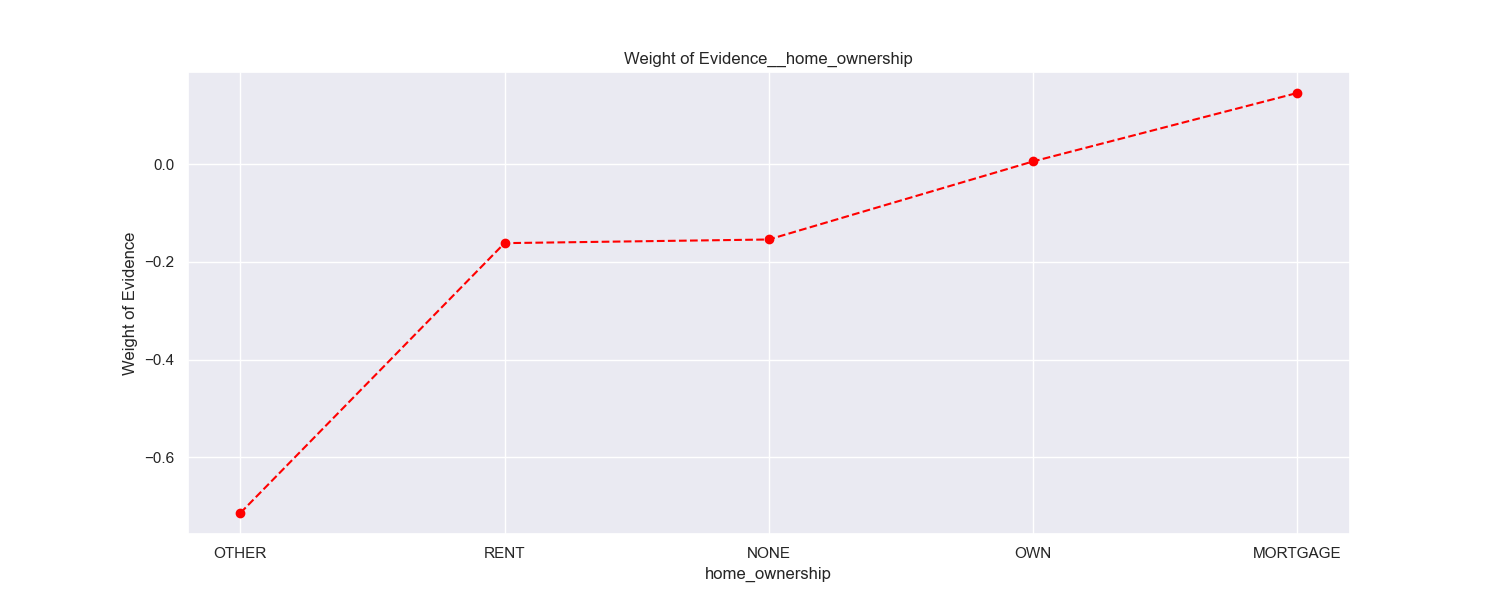 Weight of Evidence__home_ownership
Weight of Evidence
0.0
−0.2
−0.4
−0.6
OTHER RENT NONE OWN MORTGAGE
home_ownership